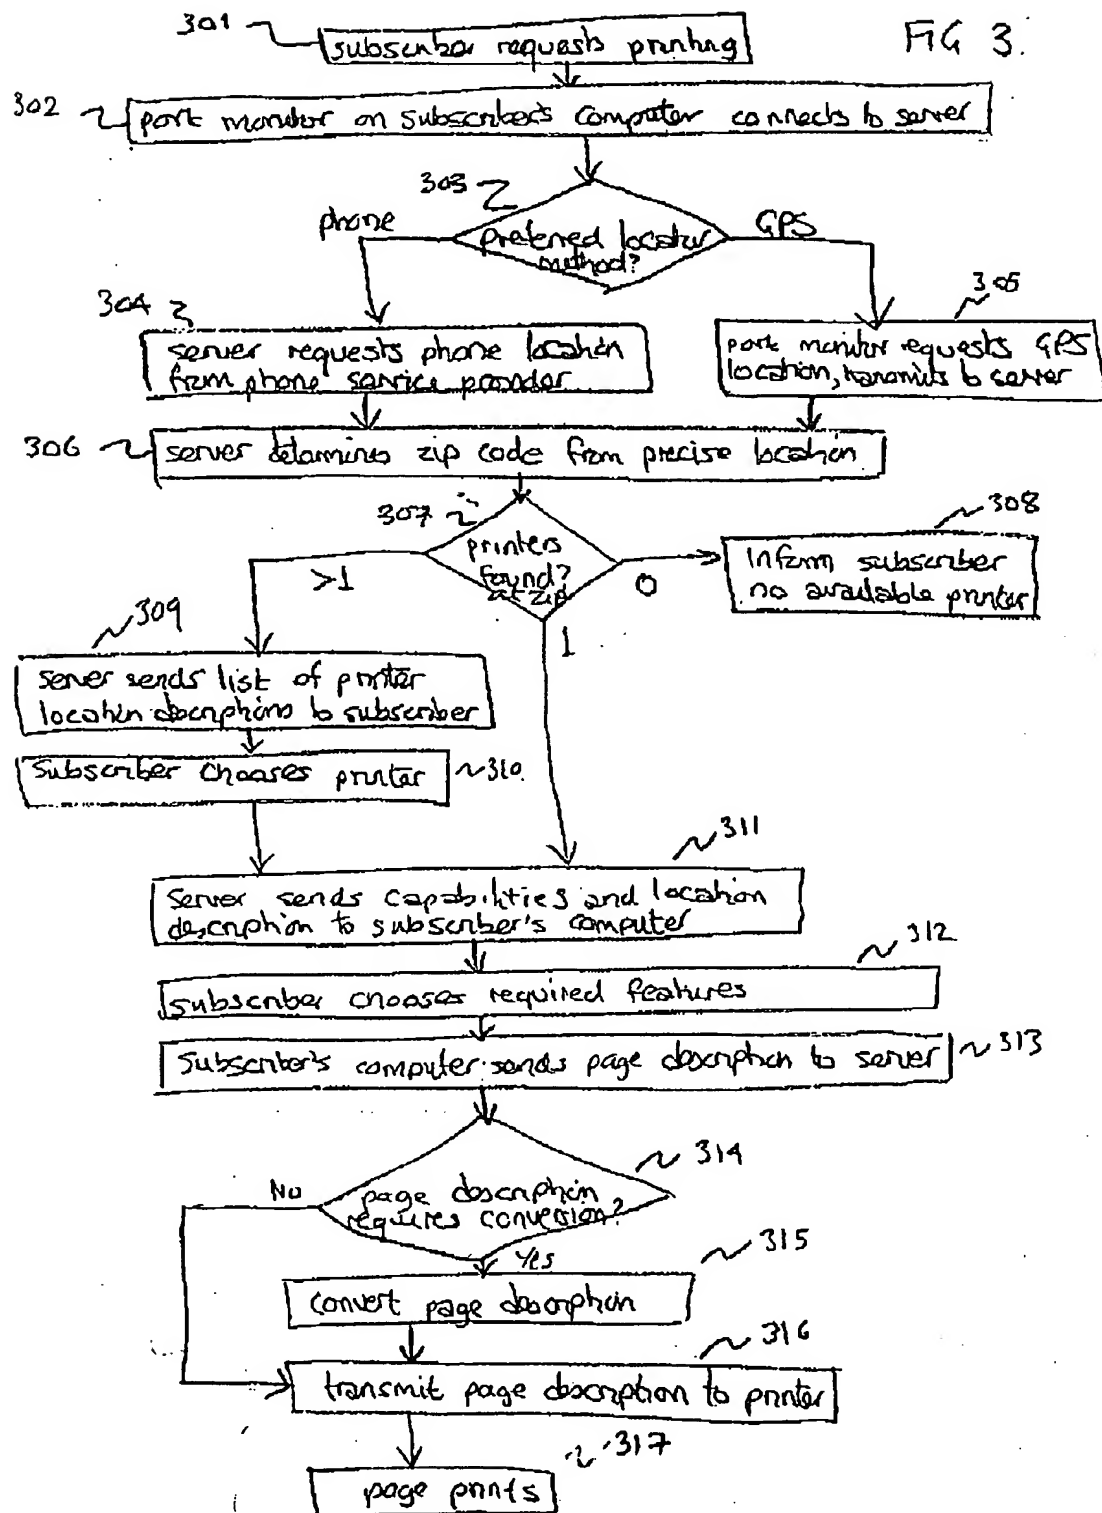 301
subscriber requests printing
FIG 3.
302
port monitor on subscriber's computer connects to server
303
phone
GPS
preferred locator
method?
304
305
server requests phone location
from phone service provider
port monitor requests GPS
location, transmits to server
306
server determines zip code from precise location
307
308
printers
found?
at zip
>1
0
1
Inform subscriber
no available printer
309
server sends list of printer
location descriptions to subscriber
Subscriber chooses printer
310.
311
Server sends capabilities and location
description to subscriber's computer
312
subscriber chooses required features
Subscriber's computer sends page description to server
313
314
No
page description
requires conversion?
Yes
315
convert page description
316
transmit page description to printer
317
page prints